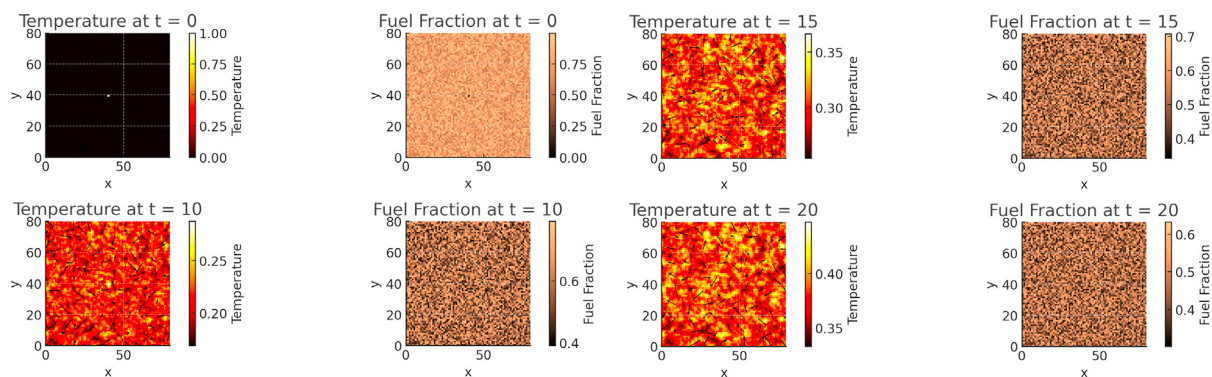 Temperature at t = 0
80
60
40
20
0
0
50
x
y
1.00
0.75
0.50
0.25
0.00
Temperature
Fuel Fraction at t = 0
80
60
40
20
0
0
50
x
y
0.75
0.50
0.25
0.00
Fuel Fraction
Temperature at t = 15
80
60
40
20
0
0
50
x
y
0.35
0.30
Temperature
Fuel Fraction at t = 15
80
60
40
20
0
0
50
x
y
0.7
0.6
0.5
0.4
Fuel Fraction
Temperature at t = 10
80
60
40
20
0
0
50
x
y
0.25
0.20
Temperature
Fuel Fraction at t = 10
80
60
40
20
0
0
50
x
y
0.6
0.4
Fuel Fraction
Temperature at t = 20
80
60
40
20
0
0
50
x
y
0.40
0.35
Temperature
Fuel Fraction at t = 20
80
60
40
20
0
0
50
x
y
0.6
0.5
0.4
Fuel Fraction